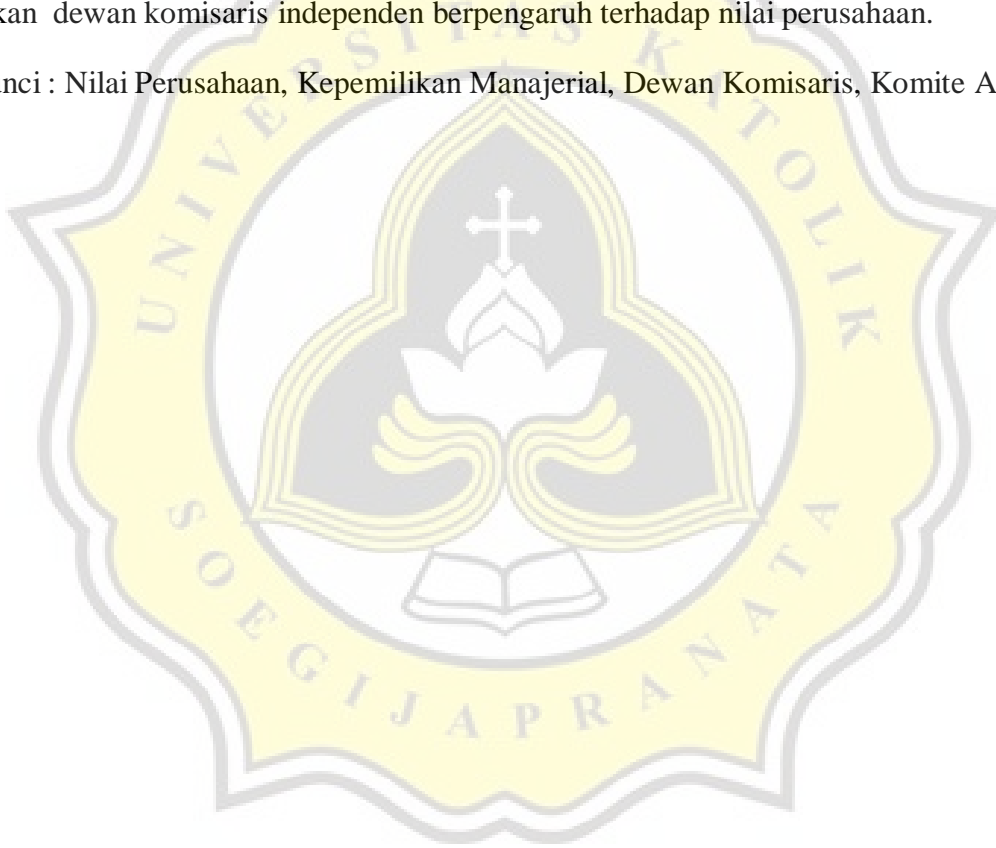 kan dewan komisaris independen berpengaruh terhadap nilai perusahaan.
nci : Nilai Perusahaan, Kepemilikan Manajerial, Dewan Komisaris, Komite A
UNIVERSITAS KATOLIK
SOEGIJAPRANATA